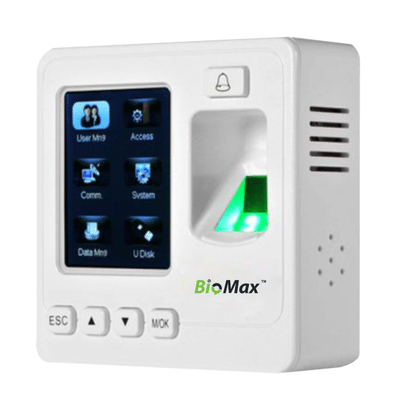 User Mng Access
Comm. System
Data Mng U Disk
BioMax™
ESC ▲ ▼ M/OK